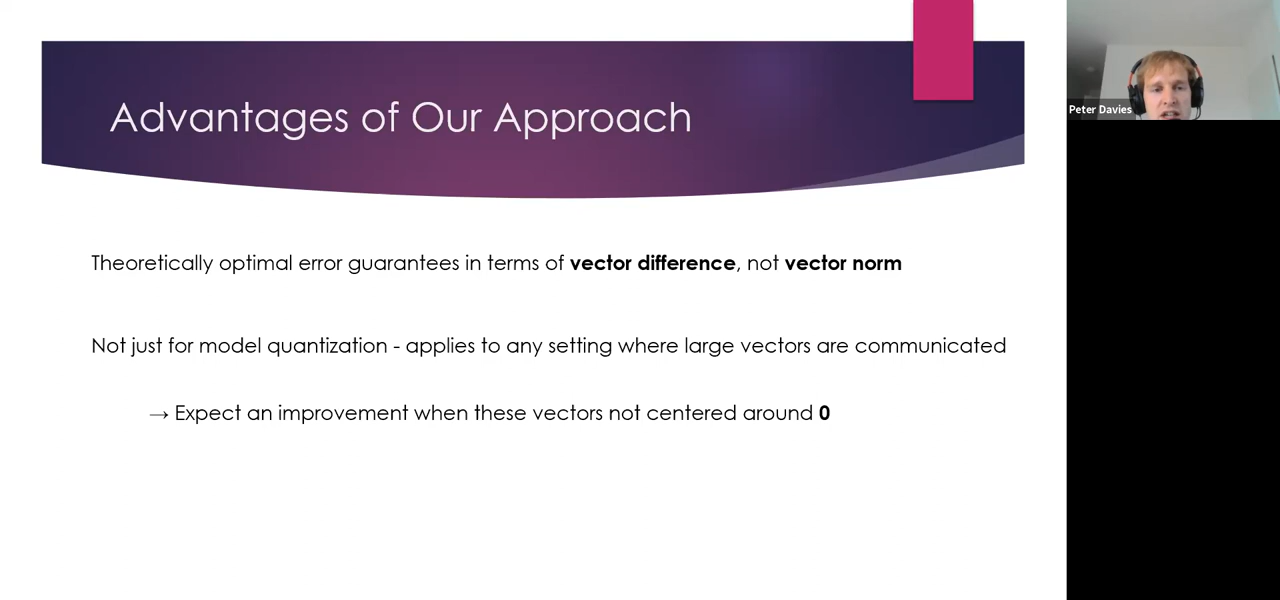 Advantages of Our Approach
Peter Davies
Theoretically optimal error guarantees in terms of vector difference, not vector norm
Not just for model quantization - applies to any setting where large vectors are communicated
→ Expect an improvement when these vectors not centered around 0